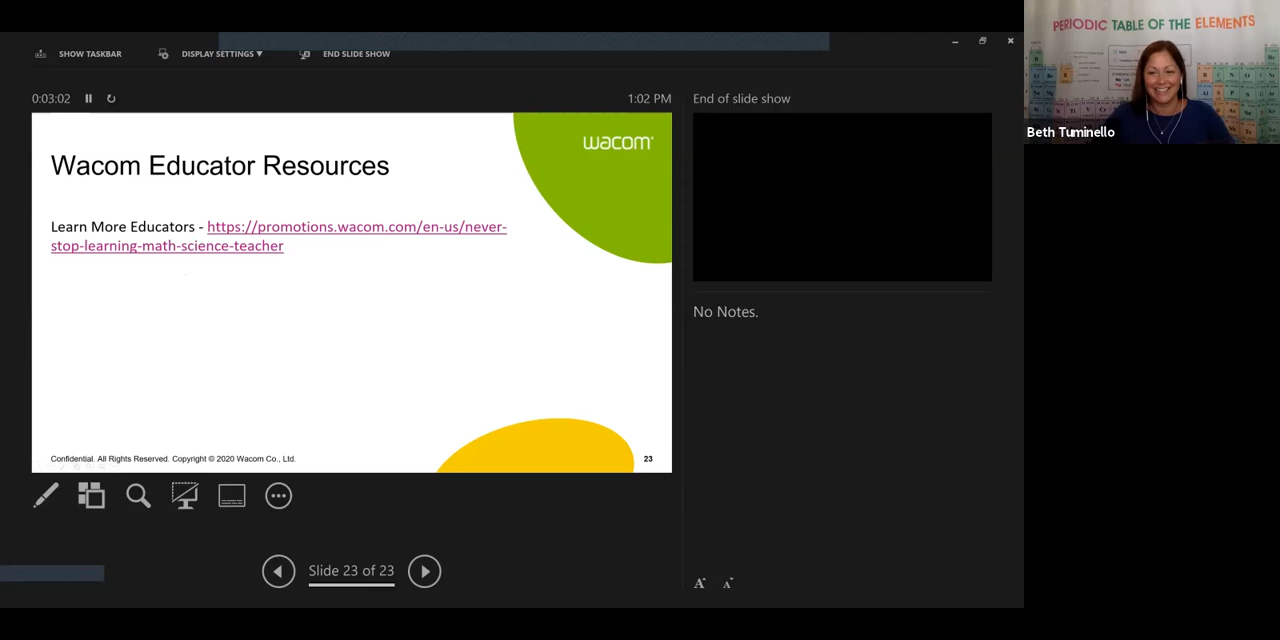 SHOW TASKBAR DISPLAY SETTINGS ▼ END SLIDE SHOW
0:03:02 1:02 PM
End of slide show
wacom
Wacom Educator Resources
Learn More Educators - https://promotions.wacom.com/en-us/never-
stop-learning-math-science-teacher
Confidential. All Rights Reserved. Copyright © 2020 Wacom Co., Ltd. 23
No Notes.
Slide 23 of 23
A A
PERIODIC TABLE OF THE ELEMENTS
Beth Tuminello